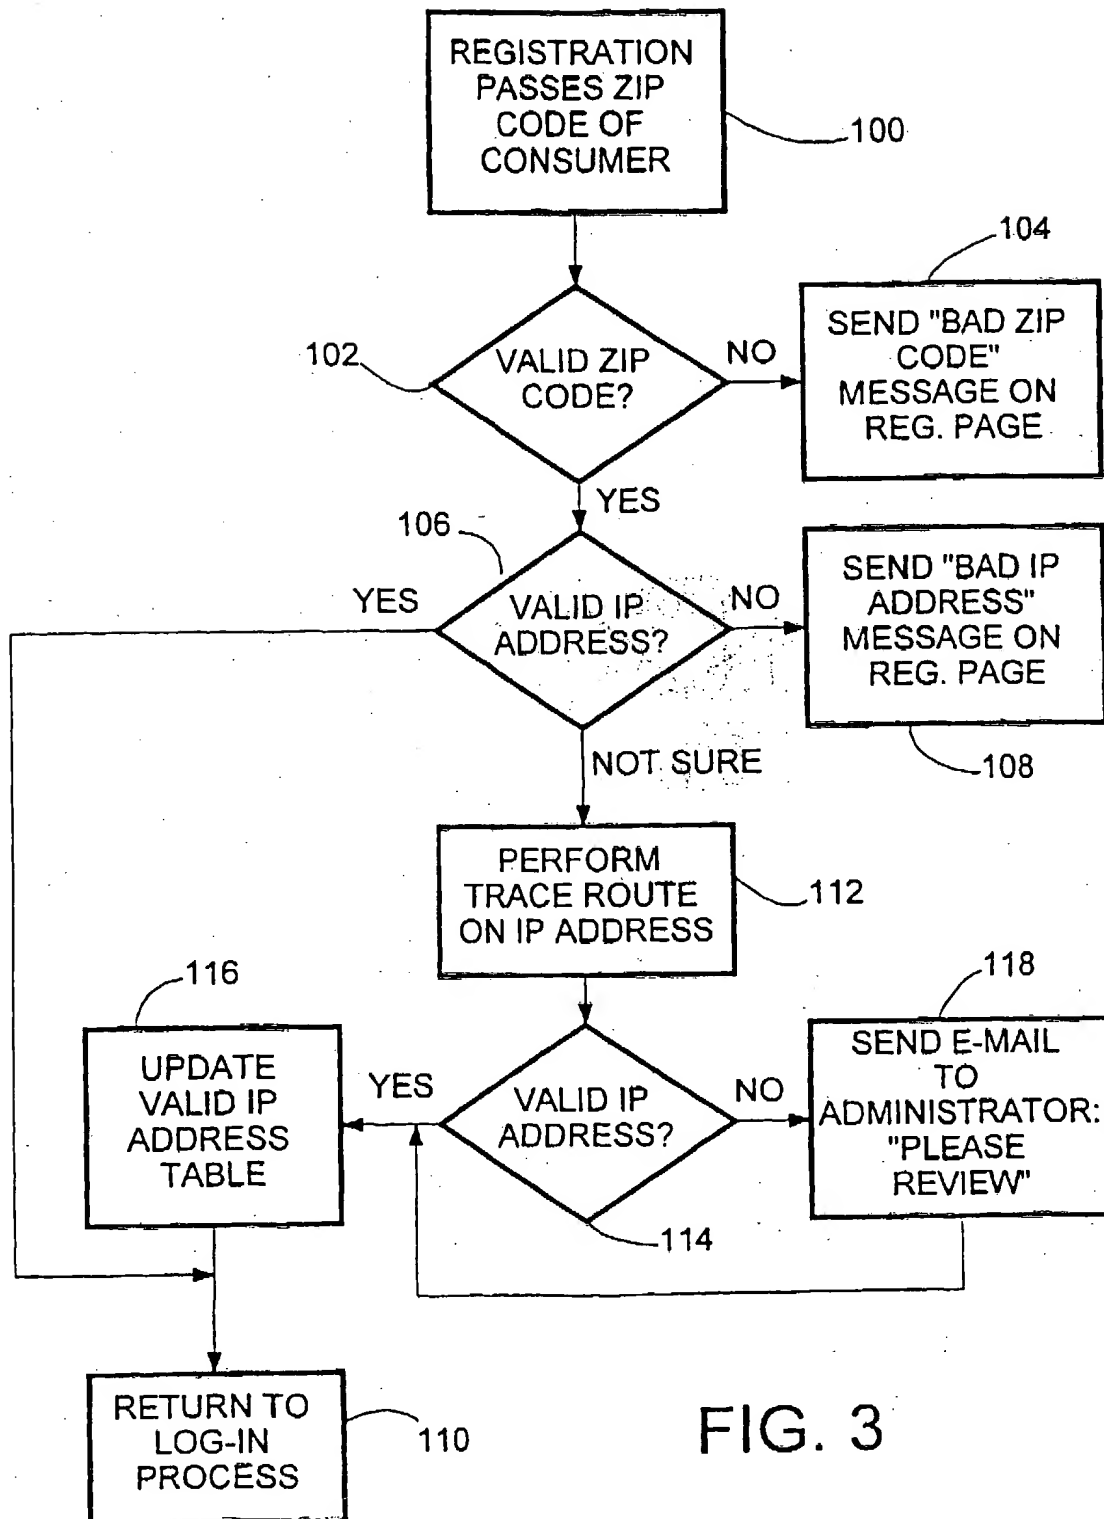 REGISTRATION
PASSES ZIP
CODE OF
CONSUMER
100
104
SEND "BAD ZIP
CODE"
MESSAGE ON
REG. PAGE
102
VALID ZIP
CODE?
NO
YES
106
YES
VALID IP
ADDRESS?
NO
SEND "BAD IP
ADDRESS"
MESSAGE ON
REG. PAGE
108
NOT SURE
PERFORM
TRACE ROUTE
ON IP ADDRESS
112
116
118
UPDATE
VALID IP
ADDRESS
TABLE
YES
VALID IP
ADDRESS?
NO
SEND E-MAIL
TO
ADMINISTRATOR:
"PLEASE
REVIEW"
114
RETURN TO
LOG-IN
PROCESS
110
FIG. 3